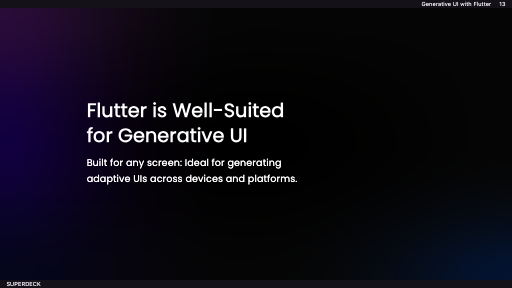 Generative UI with Flutter 13
Flutter is Well-Suited
for Generative UI
Built for any screen: Ideal for generating
adaptive UIs across devices and platforms.
SUPERDECK